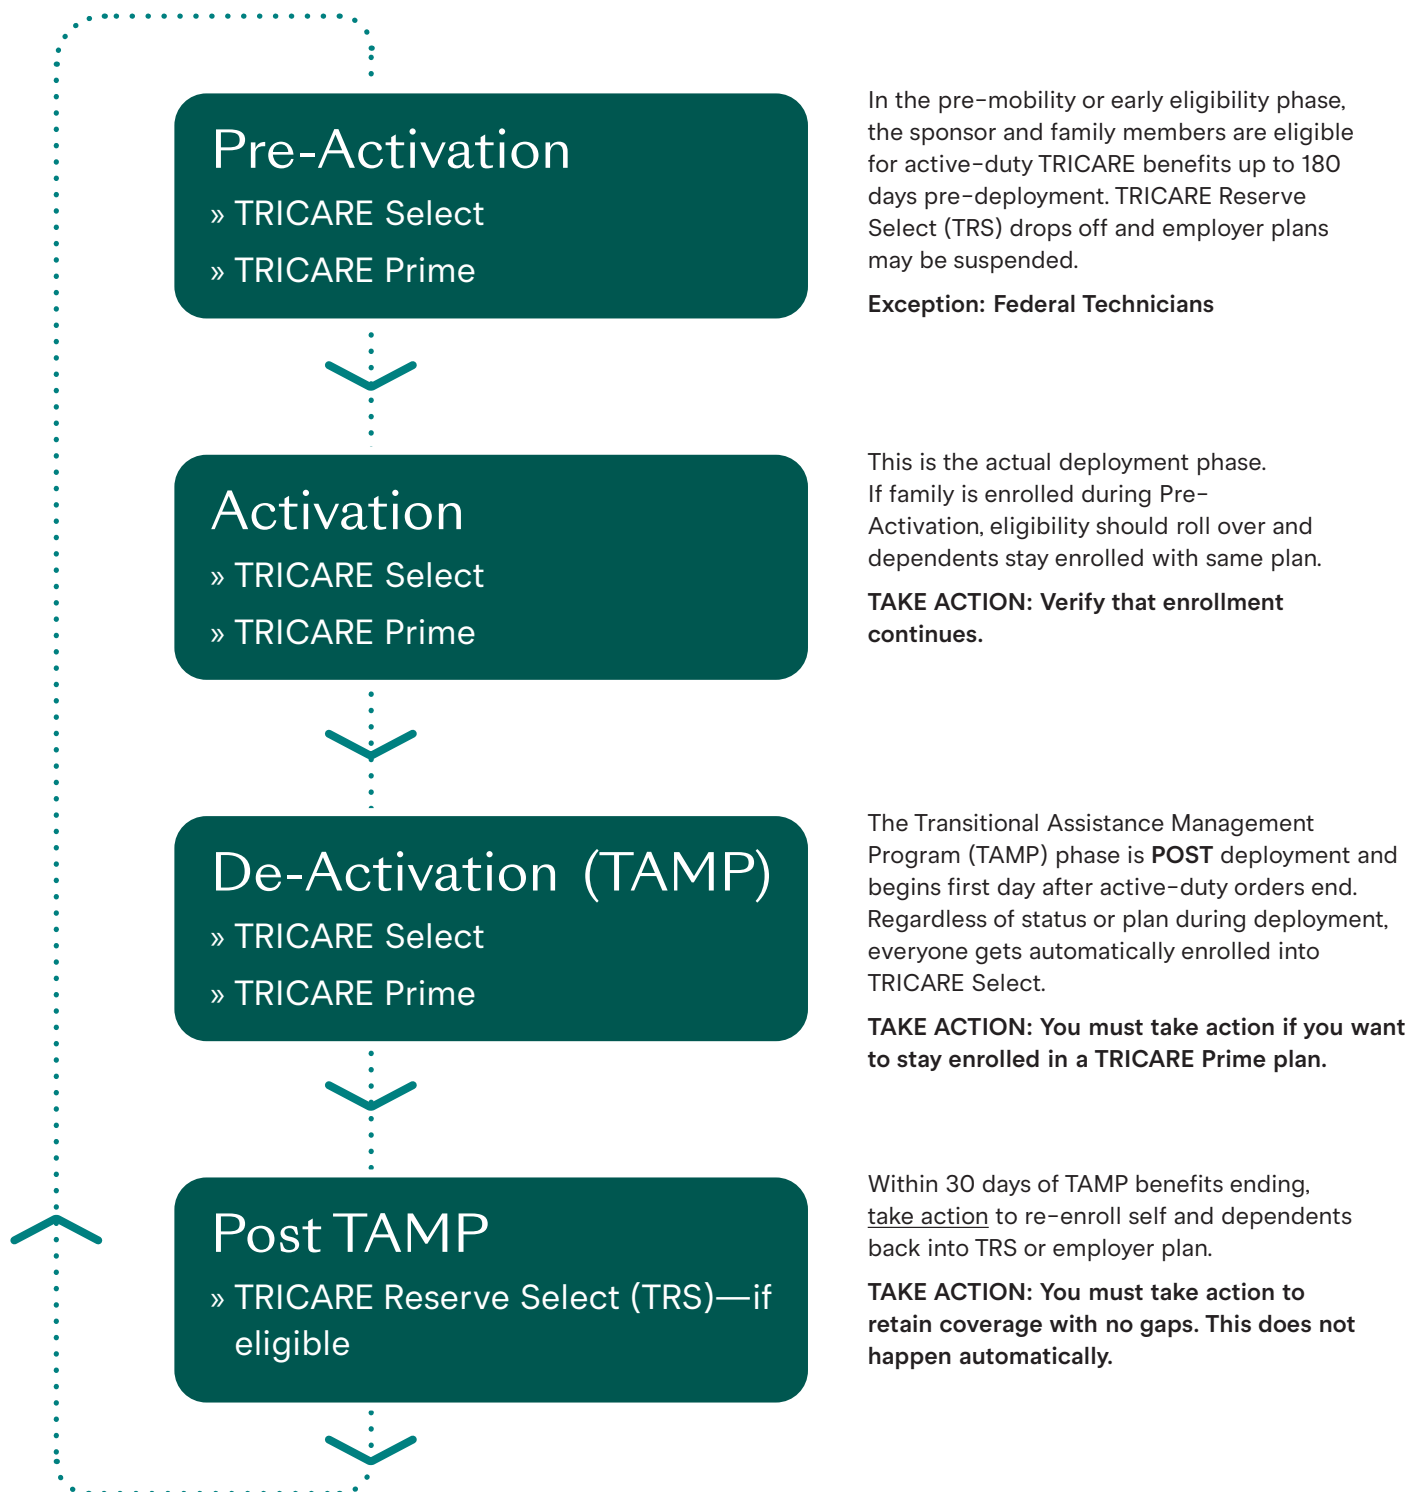 Pre-Activation
» TRICARE Select
» TRICARE Prime
In the pre-mobility or early eligibility phase,
the sponsor and family members are eligible
for active-duty TRICARE benefits up to 180
days pre-deployment. TRICARE Reserve
Select (TRS) drops off and employer plans
may be suspended.
Exception: Federal Technicians
Activation
» TRICARE Select
» TRICARE Prime
This is the actual deployment phase.
If family is enrolled during Pre-
Activation, eligibility should roll over and
dependents stay enrolled with same plan.
TAKE ACTION: Verify that enrollment
continues.
De-Activation (TAMP)
» TRICARE Select
» TRICARE Prime
The Transitional Assistance Management
Program (TAMP) phase is POST deployment and
begins first day after active-duty orders end.
Regardless of status or plan during deployment,
everyone gets automatically enrolled into
TRICARE Select.
TAKE ACTION: You must take action if you want
to stay enrolled in a TRICARE Prime plan.
Post TAMP
» TRICARE Reserve Select (TRS)—if
eligible
Within 30 days of TAMP benefits ending,
take action to re-enroll self and dependents
back into TRS or employer plan.
TAKE ACTION: You must take action to
retain coverage with no gaps. This does not
happen automatically.